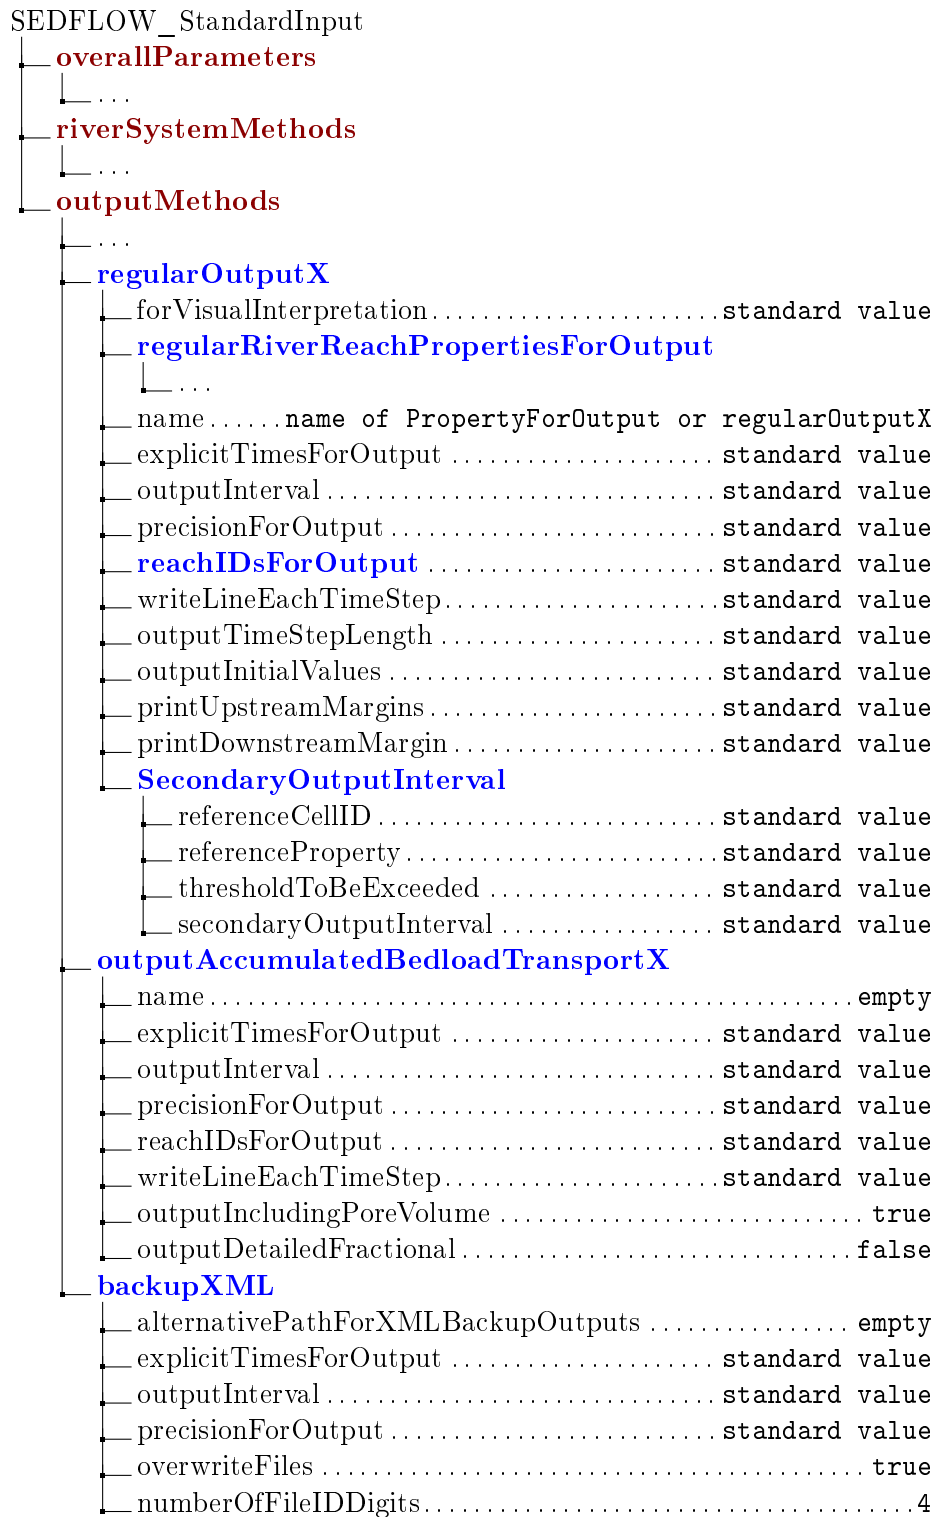 SEDFLOW_StandardInput
overallParameters
...
riverSystemMethods
...
outputMethods
...
regularOutputX
forVisualInterpretation.......................standard value
regularRiverReachPropertiesForOutput
...
name......name of PropertyForOutput or regularOutputX
explicitTimesForOutput.....................standard value
outputInterval...............................standard value
precisionForOutput..........................standard value
reachIDsForOutput.......................standard value
writeLineEachTimeStep......................standard value
outputTimeStepLength......................standard value
outputInitialValues..........................standard value
printUpstreamMargins.......................standard value
printDownstreamMargin.....................standard value
SecondaryOutputInterval
referenceCellID...........................standard value
referenceProperty.........................standard value
thresholdToBeExceeded..................standard value
secondaryOutputInterval.................standard value
outputAccumulatedBedloadTransportX
name...................................................empty
explicitTimesForOutput.....................standard value
outputInterval...............................standard value
precisionForOutput..........................standard value
reachIDsForOutput..........................standard value
writeLineEachTimeStep......................standard value
outputIncludingPoreVolume.............................true
outputDetailedFractional...............................false
backupXML
alternativePathForXMLBackupOutputs................empty
explicitTimesForOutput.....................standard value
outputInterval...............................standard value
precisionForOutput..........................standard value
overwriteFiles...........................................true
numberOfFileIDDigits.......................................4